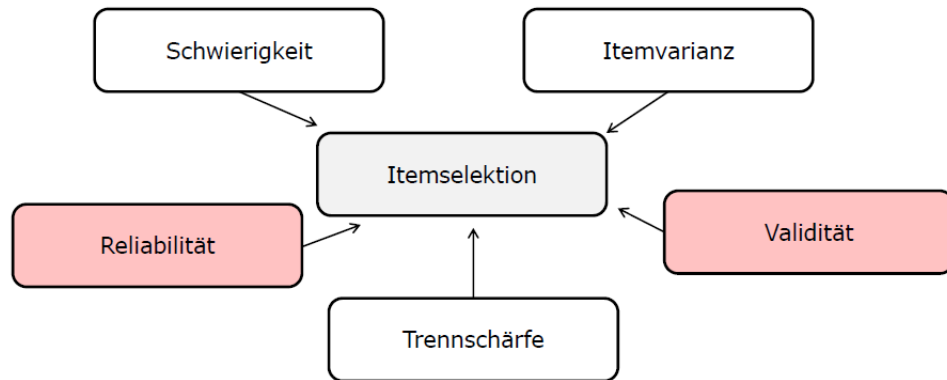 Schwierigkeit
Itemvarianz
Itemselektion
Reliabilität
Validität
Trennschärfe